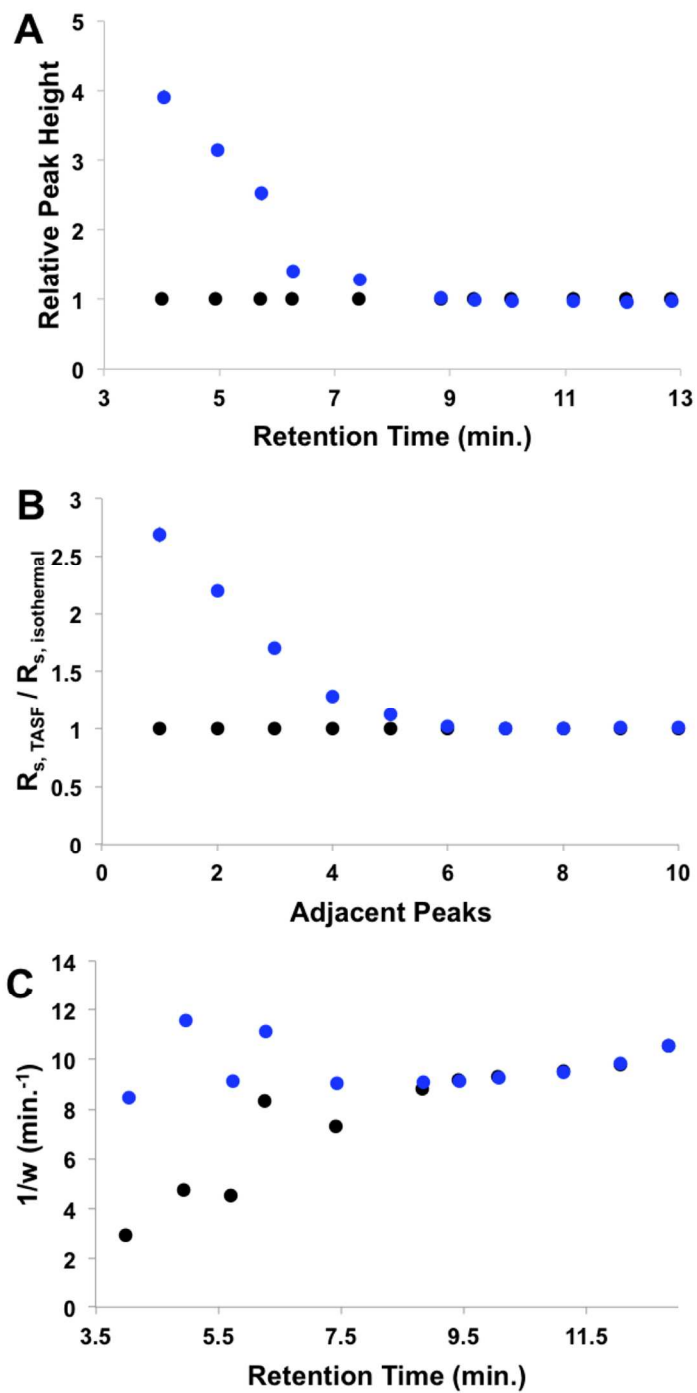 A
Relative Peak Height
5
4
3
2
1
0
3 5 7 9 11 13
Retention Time (min.)
B
R_s, TASF / R_s, isothermal
3
2.5
2
1.5
1
0.5
0
0 2 4 6 8 10
Adjacent Peaks
C
1/w (min.⁻¹)
14
12
10
8
6
4
2
0
3.5 5.5 7.5 9.5 11.5
Retention Time (min.)